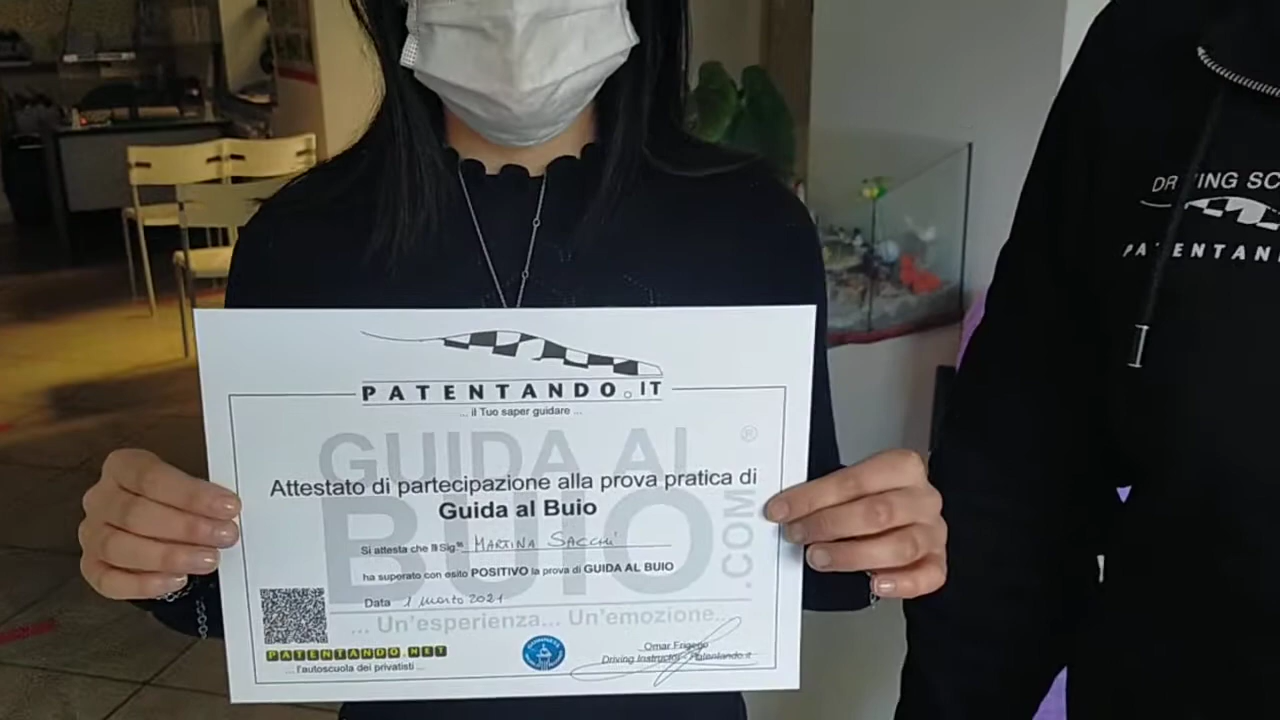 DRIVING SC
PATENTAN
PATENTANDO.IT
... il Tuo saper guidare ...
GUIDA AL
BUIO
.COM
®
Attestato di partecipazione alla prova pratica di
Guida al Buio
Si attesta che il Sig.ra MARTINA SACCHI
ha superato con esito POSITIVO la prova di GUIDA AL BUIO
Data 1 marzo 2021
... Un'esperienza... Un'emozione...
PATENTANDO.NET
...l'autoscuola dei privatisti ...
Omar Frigerio
Driving Instructor - Patentando.it